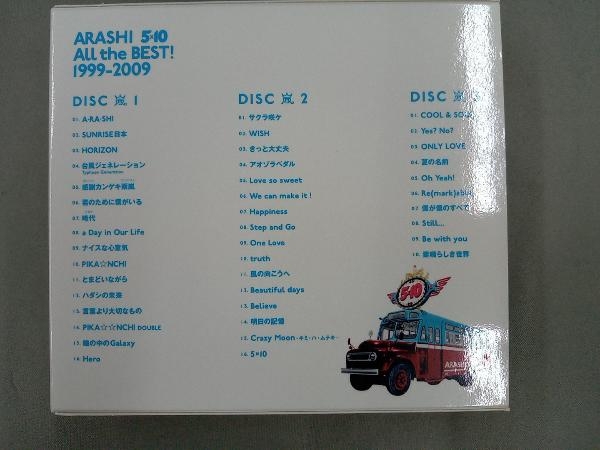 ARASHI 5×10
All the BEST!
1999-2009
DISC 嵐 1
01. A・RA・SHI
02. SUNRISE日本
03. HORIZON
04. 台風ジェネレーション
Typhoon Generation
05. 感謝カンゲキ雨嵐
06. 君のために僕がいる
07. 時代
08. a Day in Our Life
09. ナイスな心意気
10. PIKA☆NCHI
11. とまどいながら
12. ハダシの未来
13. 言葉より大切なもの
14. PIKA☆☆NCHI DOUBLE
15. 瞳の中のGalaxy
16. Hero
DISC 嵐 2
01. サクラ咲ケ
02. WISH
03. きっと大丈夫
04. アオゾラペダル
05. Love so sweet
06. We can make it!
07. Happiness
08. Step and Go
09. One Love
10. truth
11. 風の向こうへ
12. Beautiful days
13. Believe
14. 明日の記憶
15. Crazy Moon～キミ・ハ・ムテキ～
16. 5×10
DISC 嵐 3
01. COOL & SOUL
02. Yes? No?
03. ONLY LOVE
04. 夏の名前
05. Oh Yeah!
06. Re(mark)able
07. 僕が僕のすべて
08. Still...
09. Be with you
10. 素晴らしき世界
5×10
ARASHI